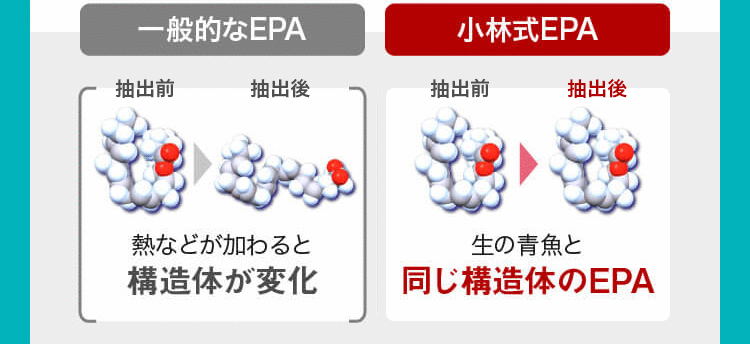 一般的なEPA
抽出前
抽出後
熱などが加わると
構造体が変化
小林式EPA
抽出前
抽出後
生の青魚と
同じ構造体のEPA